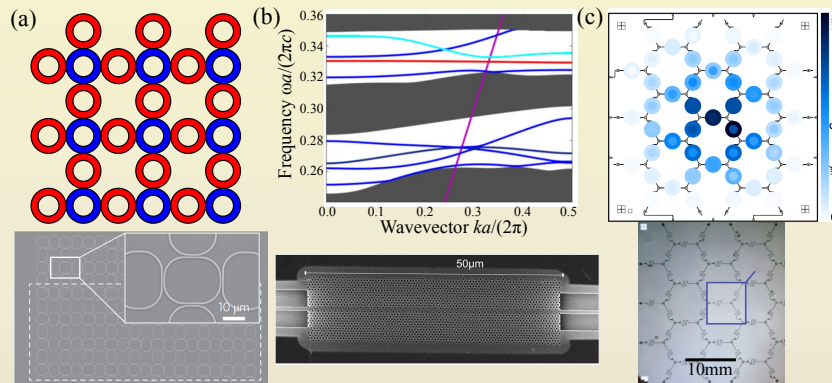 (a)
10 μm
(b)
Frequency ωa/(2πc)
0.36
0.34
0.32
0.30
0.28
0.26
0.0
0.1
0.2
0.3
0.4
0.5
Wavevector ka/(2π)
50μm
(c)
10mm